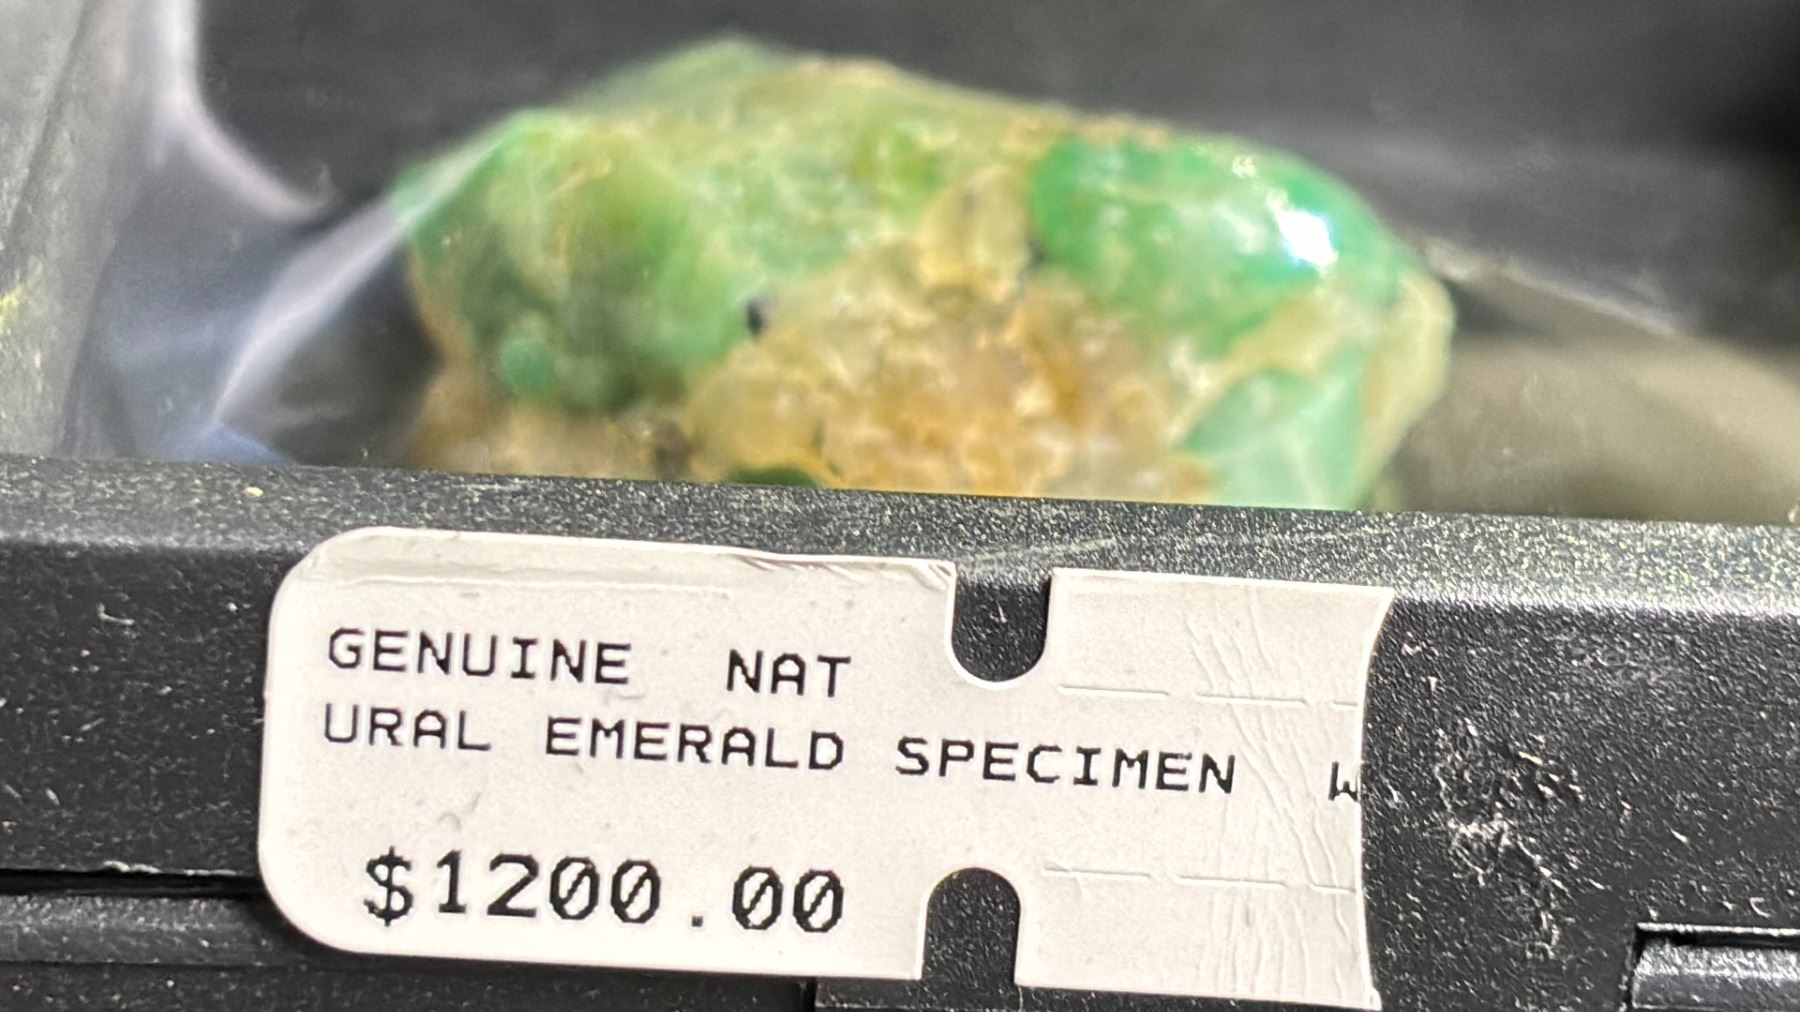 GENUINE NAT
URAL EMERALD SPECIMEN W
$1200.00